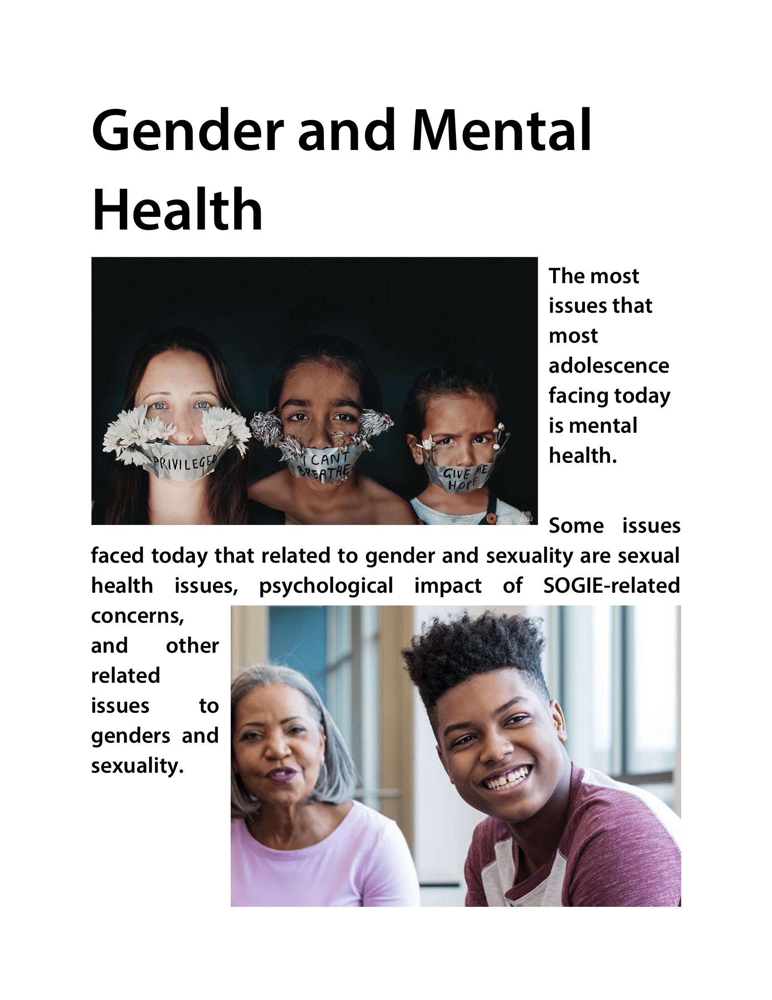 Gender and Mental
Health
PRIVILEGED
I CANT
BREATHE
GIVE ME
HOPE
The most
issues that
most
adolescence
facing today
is mental
health.
Some issues
faced today that related to gender and sexuality are sexual
health issues, psychological impact of SOGIE-related
concerns,
and other
related
issues to
genders and
sexuality.